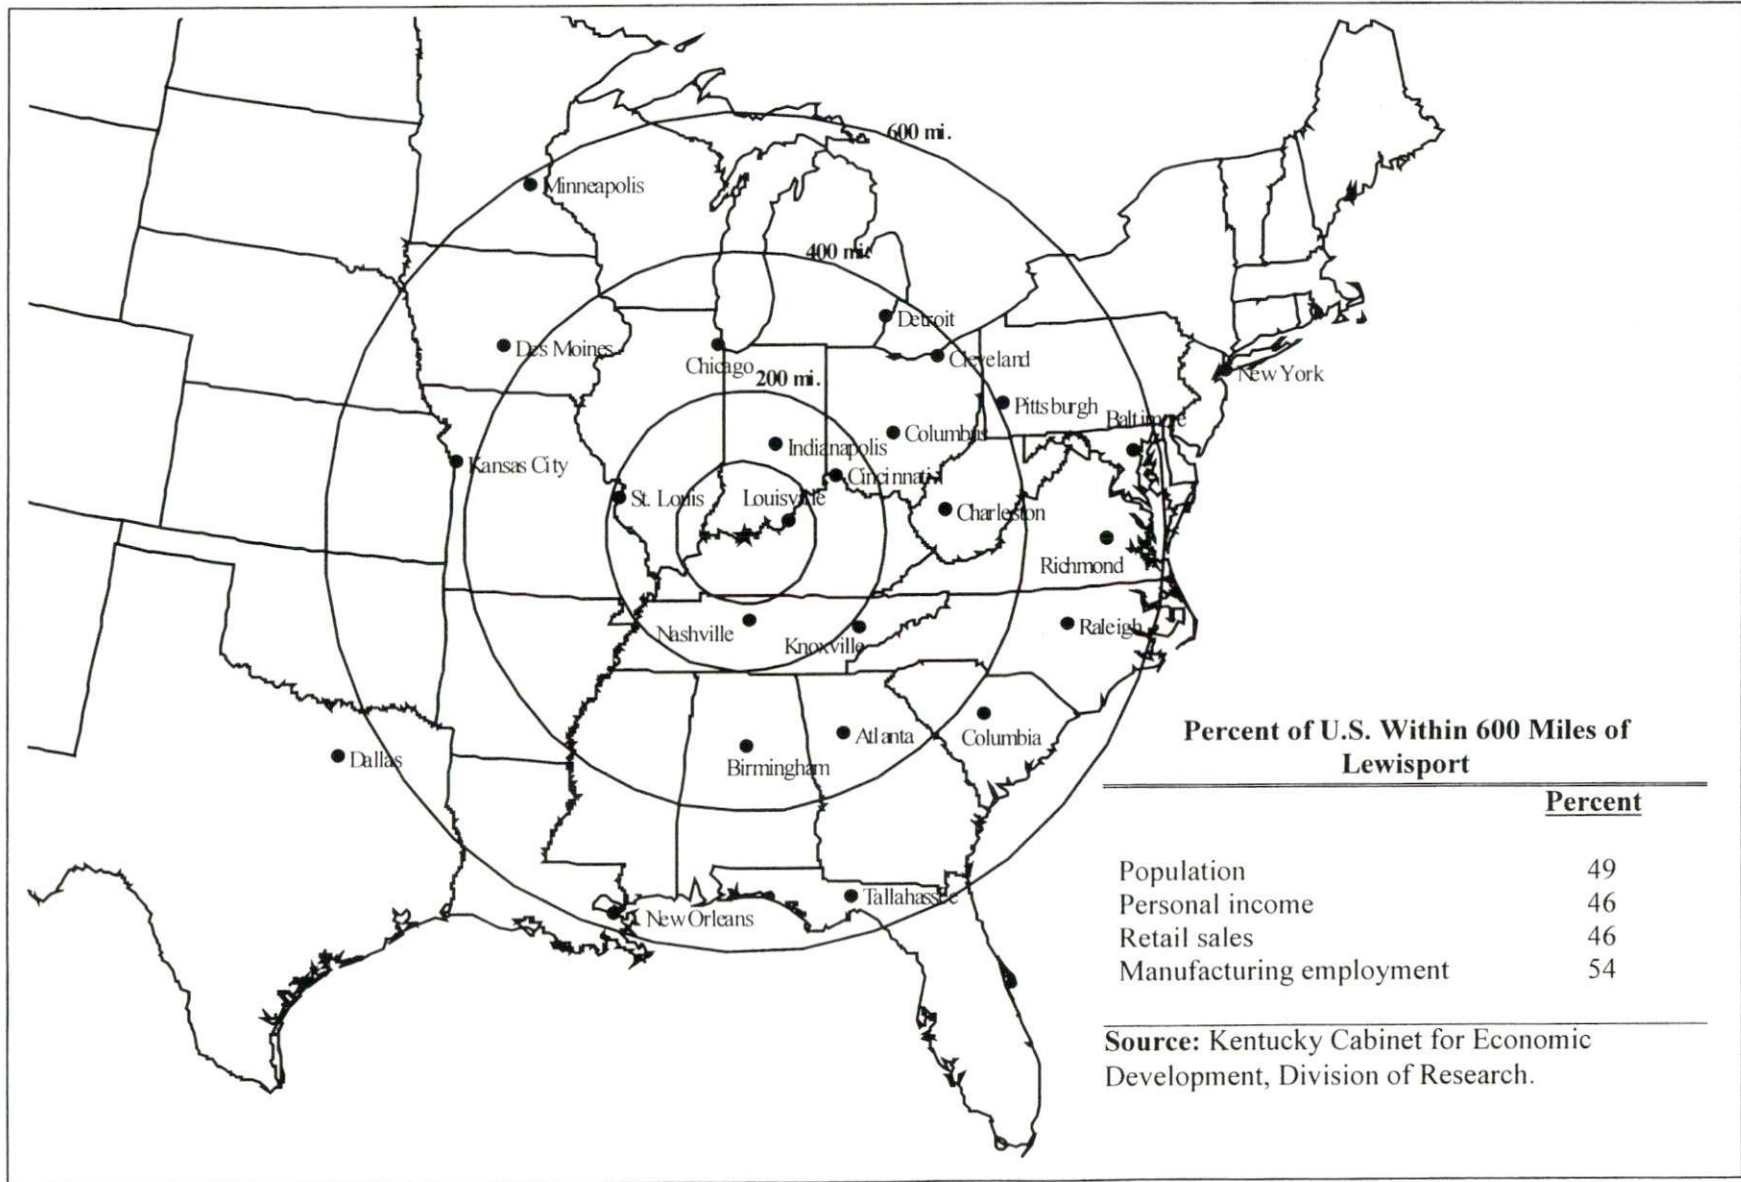 600 mi.
Minneapolis
400 mi.
Detroit
Des Moines
Chicago
Cleveland
200 mi.
New York
Pittsburgh
Baltimore
Columbus
Indianapolis
Kansas City
Cincinnati
St. Louis
Louisville
Charleston
Richmond
Nashville
Raleigh
Knoxville
Atlanta
Columbia
Dallas
Birmingham
Tallahassee
New Orleans
Percent of U.S. Within 600 Miles of
Lewisport
Percent
Population 49
Personal income 46
Retail sales 46
Manufacturing employment 54
Source: Kentucky Cabinet for Economic
Development, Division of Research.